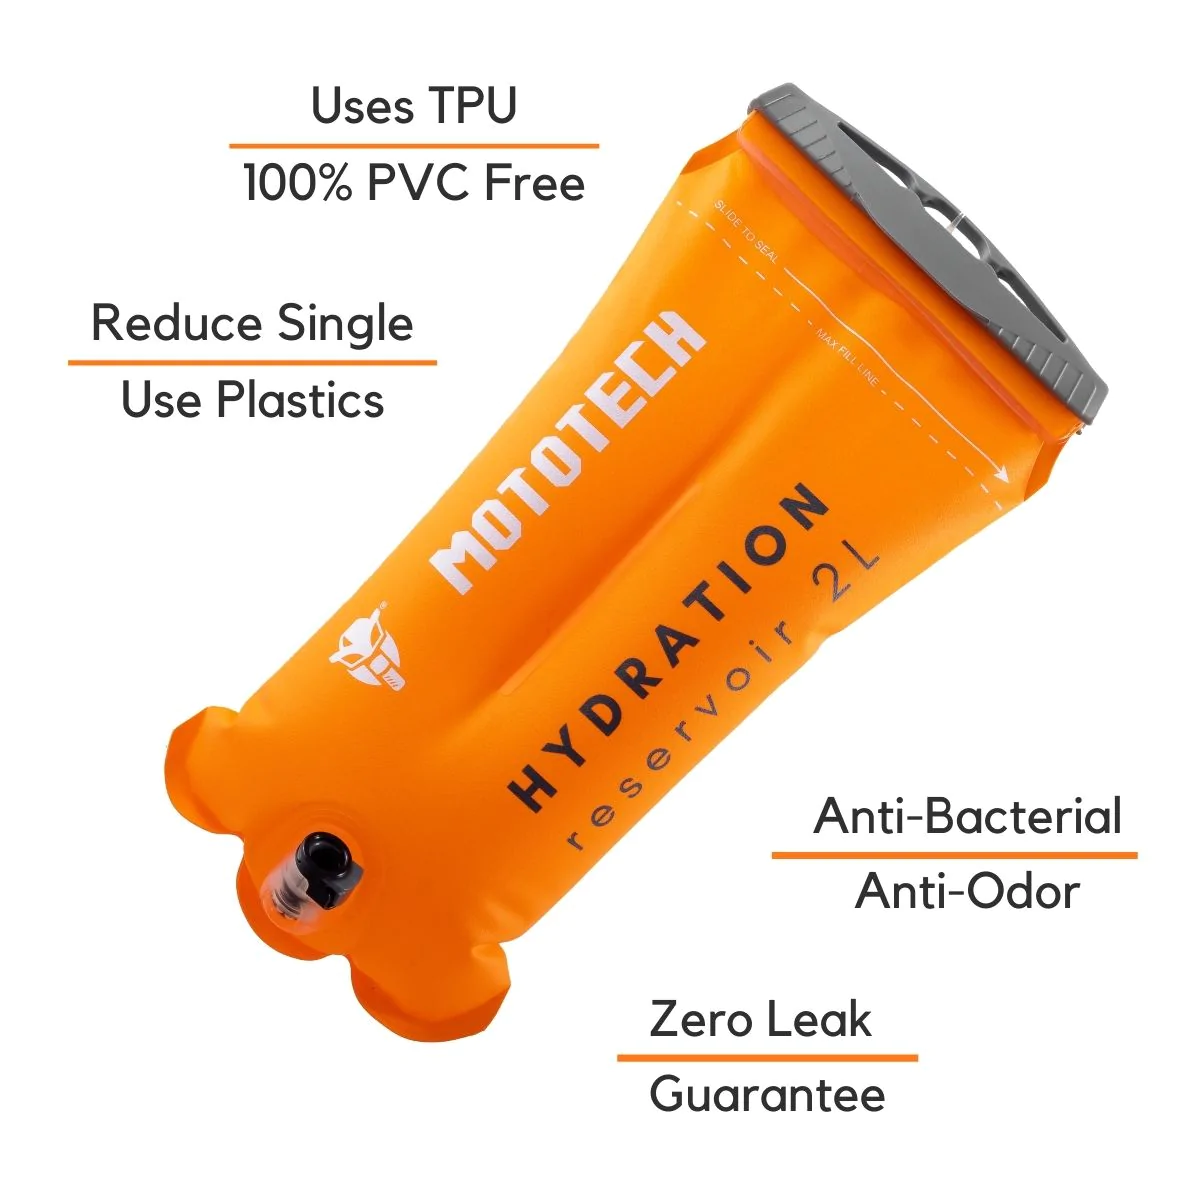 Uses TPU
100% PVC Free
Reduce Single
Use Plastics
SLIDE TO SEAL
MAX FILL LINE
MOTOTECH
®
HYDRATION
reservoir 2L
Anti-Bacterial
Anti-Odor
Zero Leak
Guarantee